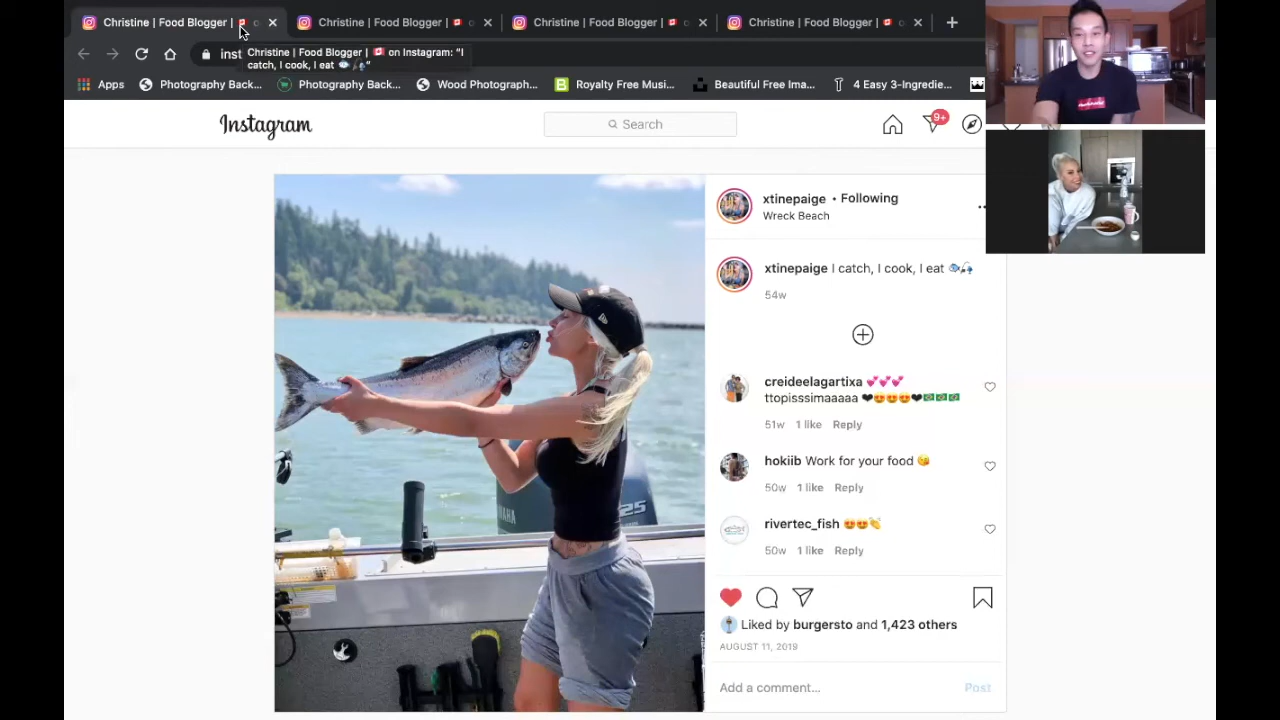 Christine | Food Blogger |
Christine | Food Blogger |
Christine | Food Blogger |
Christine | Food Blogger |
inst
Christine | Food Blogger | 🇨🇦 on Instagram: “I
catch, I cook, I eat 🐟🎣”
Apps
Photography Back...
Photography Back...
Wood Photograph...
Royalty Free Musi...
Beautiful Free Ima...
4 Easy 3-Ingredie...
Instagram
Search
9+
xtinepaige • Following
Wreck Beach
xtinepaige I catch, I cook, I eat 🐟🎣
54w
creideelagartixa 💕💕💕
ttopisssimaaaaa ❤😍😍😍❤🇧🇷🇧🇷🇧🇷
51w 1 like Reply
hokiib Work for your food 😘
50w 1 like Reply
rivertec_fish 😍😍👏
50w 1 like Reply
YAMAHA
25
Liked by burgersto and 1,423 others
AUGUST 11, 2019
Add a comment...
Post